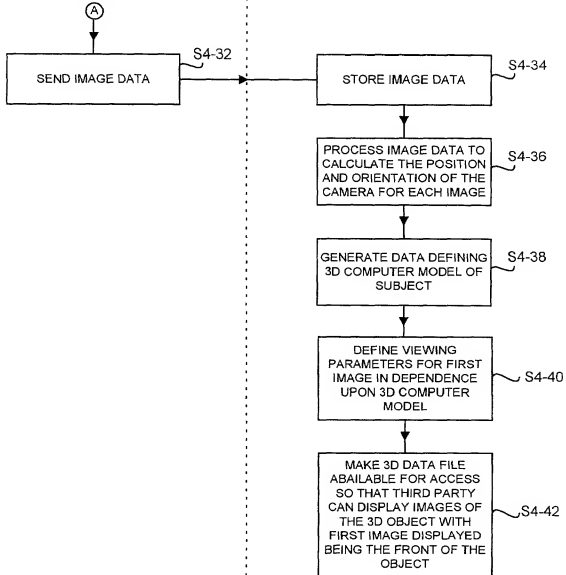 A
SEND IMAGE DATA
S4-32
STORE IMAGE DATA
S4-34
PROCESS IMAGE DATA TO
CALCULATE THE POSITION
AND ORIENTATION OF THE
CAMERA FOR EACH IMAGE
S4-36
GENERATE DATA DEFINING
3D COMPUTER MODEL OF
SUBJECT
S4-38
DEFINE VIEWING
PARAMETERS FOR FIRST
IMAGE IN DEPENDENCE
UPON 3D COMPUTER
MODEL
S4-40
MAKE 3D DATA FILE
ABAILABLE FOR ACCESS
SO THAT THIRD PARTY
CAN DISPLAY IMAGES OF
THE 3D OBJECT WITH
FIRST IMAGE DISPLAYED
BEING THE FRONT OF THE
OBJECT
S4-42